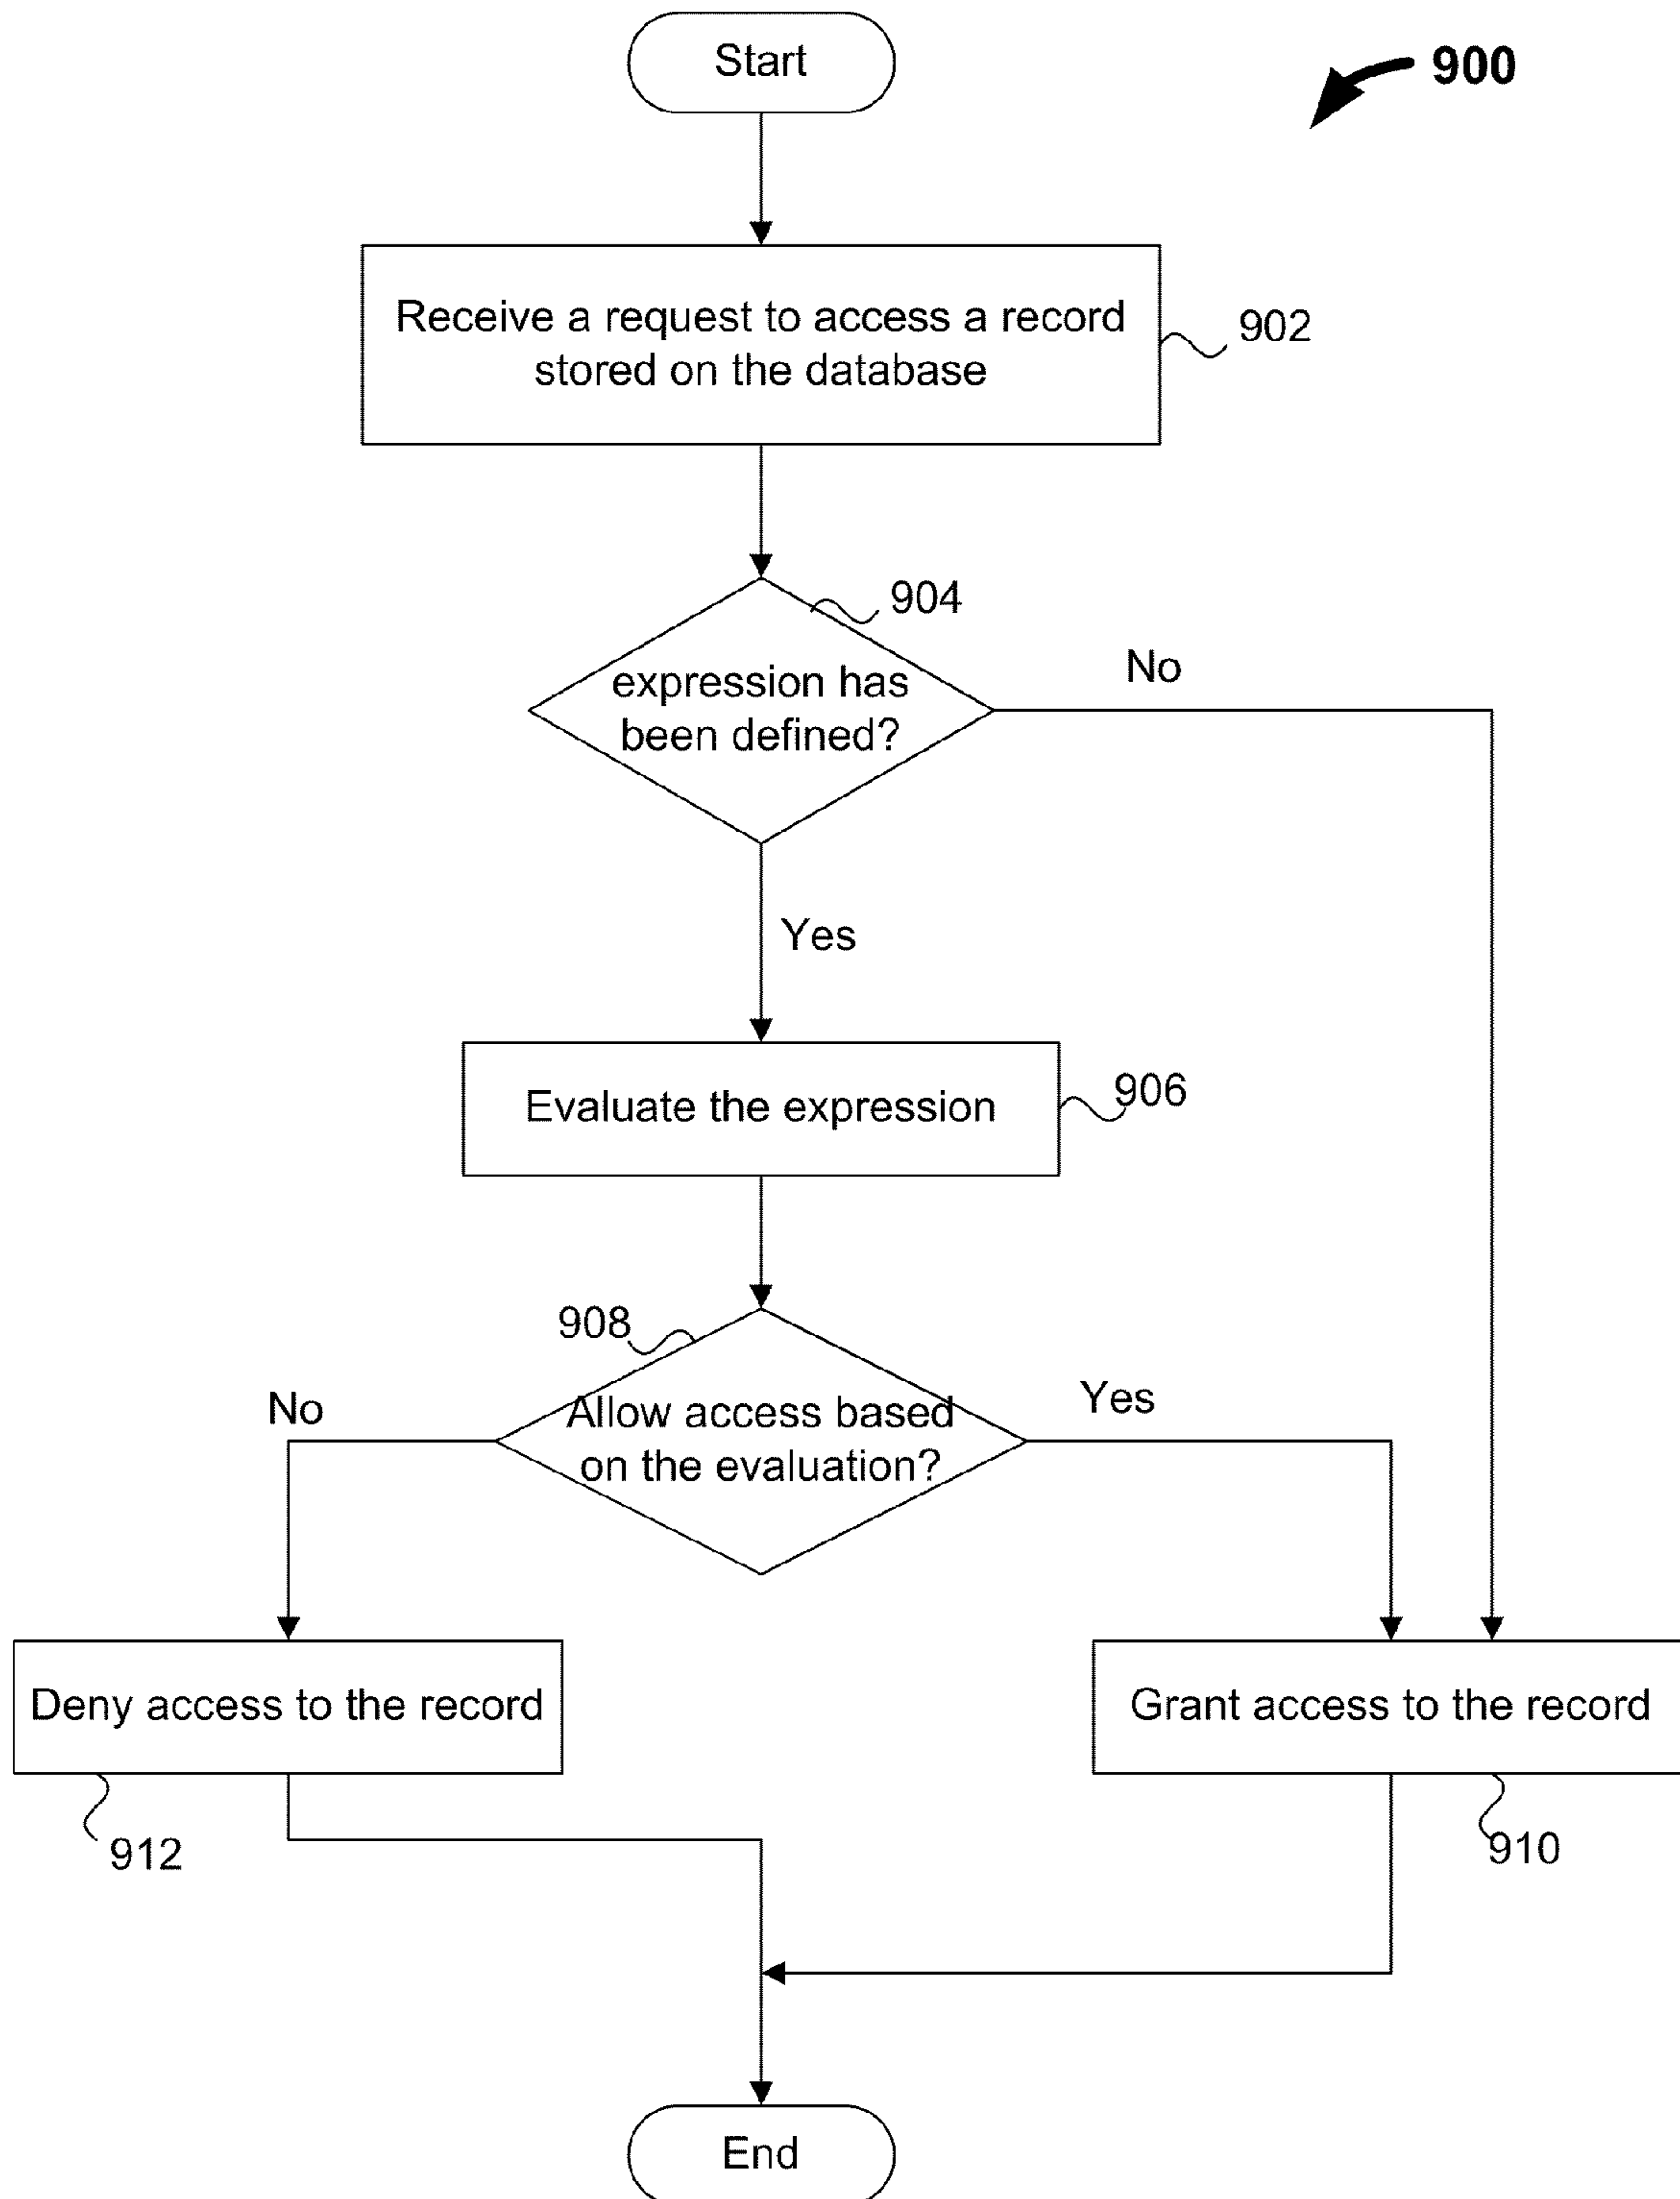 Start
900
Receive a request to access a record
stored on the database
902
904
expression has
been defined?
No
Yes
Evaluate the expression
906
908
Allow access based
on the evaluation?
No
Yes
Deny access to the record
Grant access to the record
912
910
End